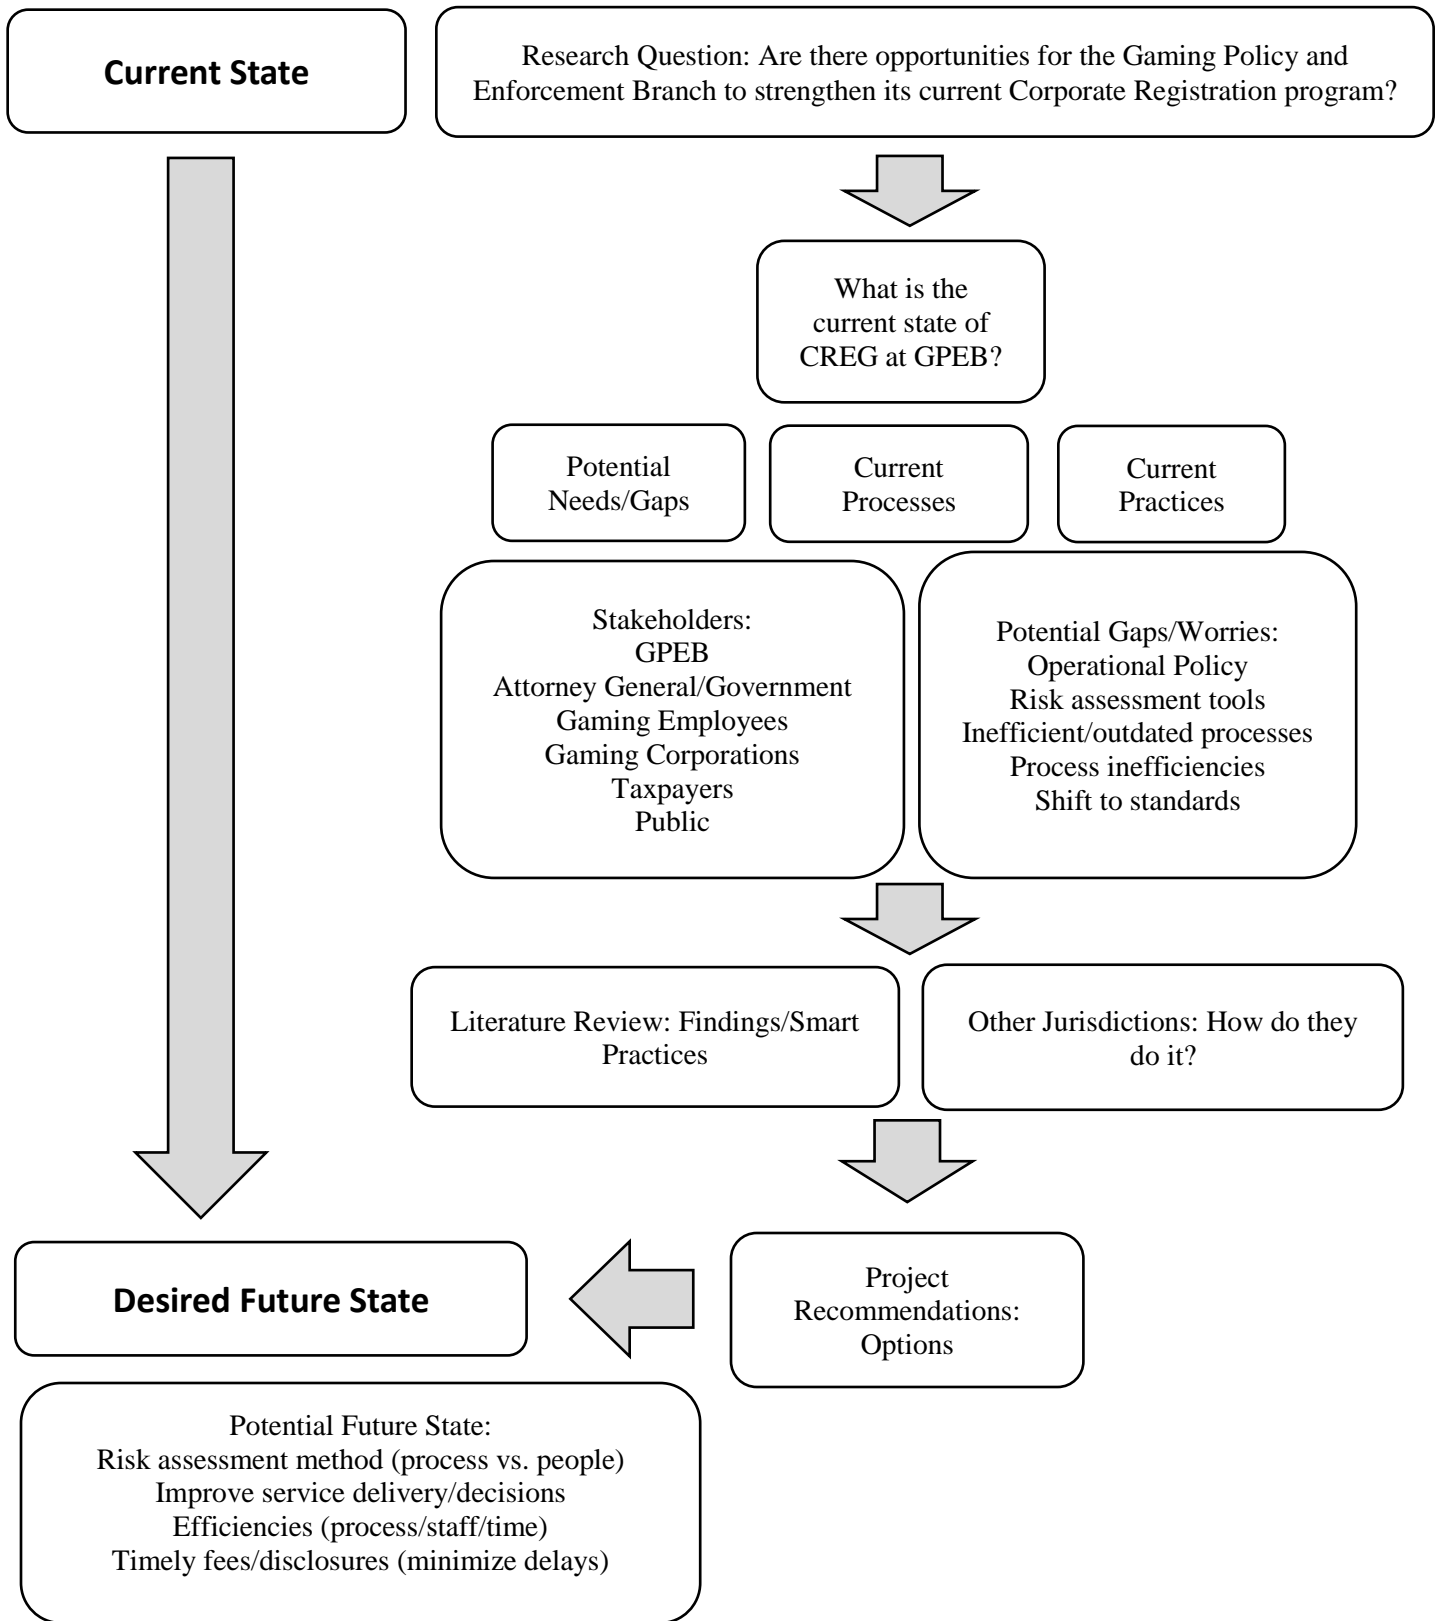 Current State
Research Question: Are there opportunities for the Gaming Policy and
Enforcement Branch to strengthen its current Corporate Registration program?
What is the
current state of
CREG at GPEB?
Potential
Needs/Gaps
Current
Processes
Current
Practices
Stakeholders:
GPEB
Attorney General/Government
Gaming Employees
Gaming Corporations
Taxpayers
Public
Potential Gaps/Worries:
Operational Policy
Risk assessment tools
Inefficient/outdated processes
Process inefficiencies
Shift to standards
Literature Review: Findings/Smart
Practices
Other Jurisdictions: How do they
do it?
Project
Recommendations:
Options
Desired Future State
Potential Future State:
Risk assessment method (process vs. people)
Improve service delivery/decisions
Efficiencies (process/staff/time)
Timely fees/disclosures (minimize delays)